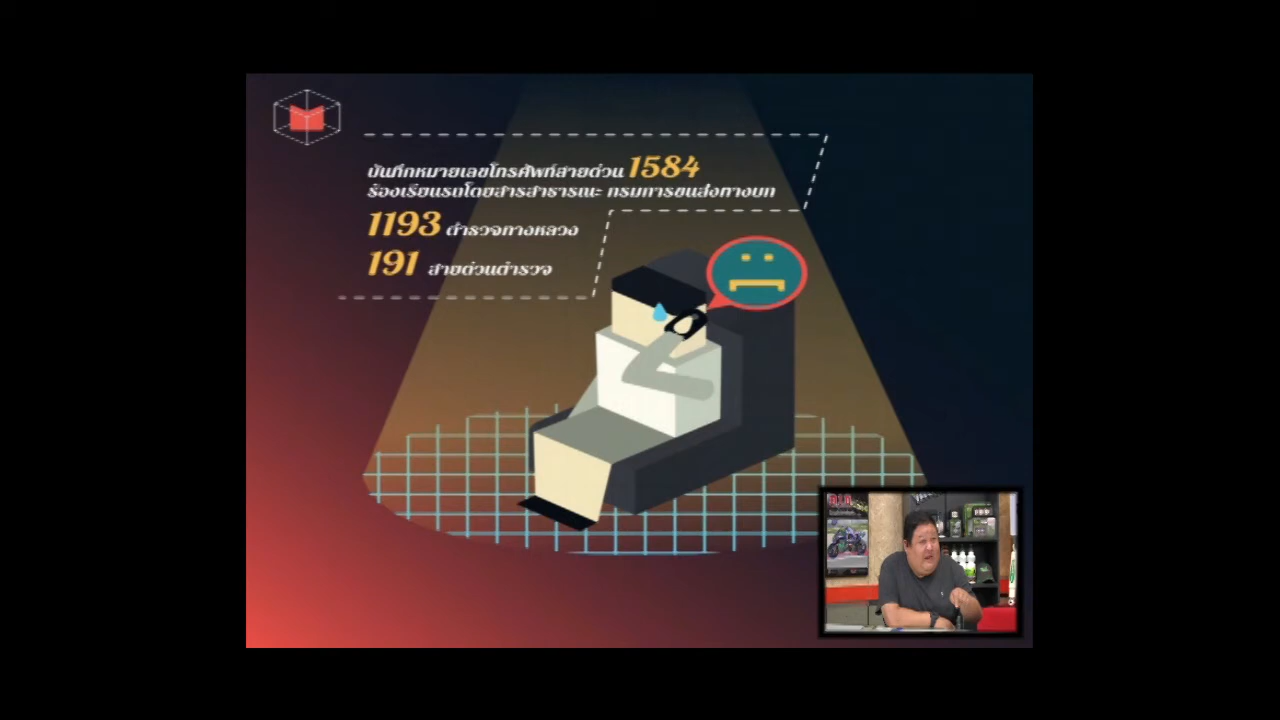 บันทึกหมายเลขโทรศัพท์สายด่วน 1584
ร้องเรียนรถโดยสารสาธารณะ กรมการขนส่งทางบก
1193 ตำรวจทางหลวง
191 สายด่วนตำรวจ